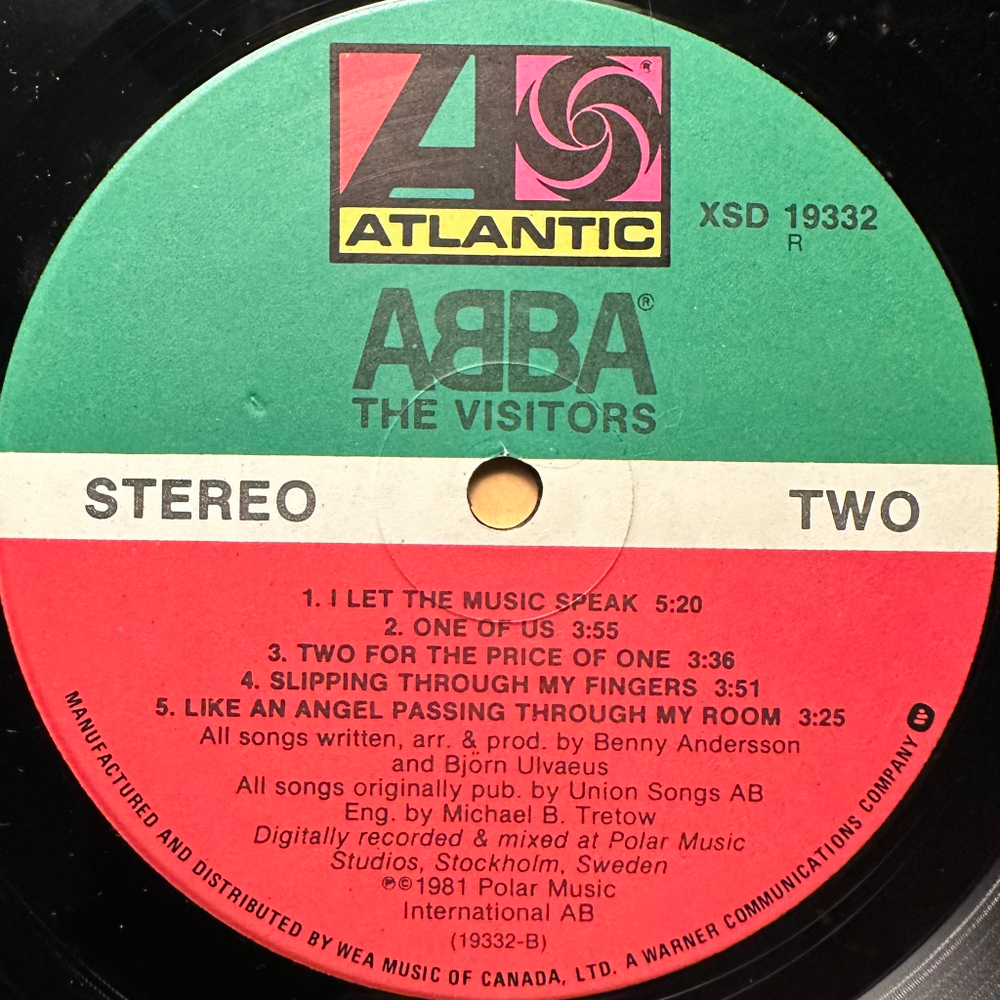 ATLANTIC
®
XSD 19332
R
ABBA®
THE VISITORS
STEREO
TWO
1. I LET THE MUSIC SPEAK 5:20
2. ONE OF US 3:55
3. TWO FOR THE PRICE OF ONE 3:36
4. SLIPPING THROUGH MY FINGERS 3:51
5. LIKE AN ANGEL PASSING THROUGH MY ROOM 3:25
All songs written, arr. & prod. by Benny Andersson
and Björn Ulvaeus
All songs originally pub. by Union Songs AB
Eng. by Michael B. Tretow
Digitally recorded & mixed at Polar Music
Studios, Stockholm, Sweden
℗©1981 Polar Music
International AB
(19332-B)
MANUFACTURED AND DISTRIBUTED BY WEA MUSIC OF CANADA, LTD. A WARNER COMMUNICATIONS COMPANY